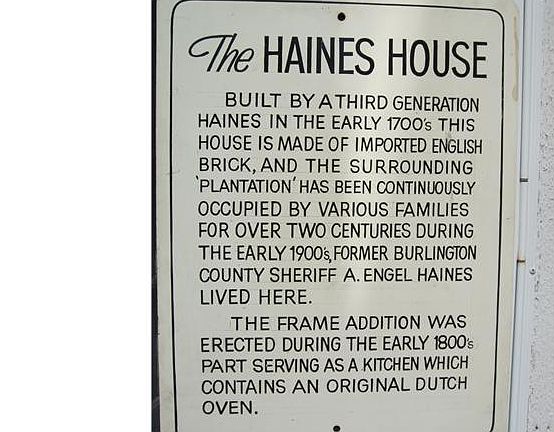 The HAINES HOUSE
BUILT BY A THIRD GENERATION
HAINES IN THE EARLY 1700's THIS
HOUSE IS MADE OF IMPORTED ENGLISH
BRICK, AND THE SURROUNDING
'PLANTATION' HAS BEEN CONTINUOUSLY
OCCUPIED BY VARIOUS FAMILIES
FOR OVER TWO CENTURIES DURING
THE EARLY 1900's, FORMER BURLINGTON
COUNTY SHERIFF A. ENGEL HAINES
LIVED HERE.
THE FRAME ADDITION WAS
ERECTED DURING THE EARLY 1800's
PART SERVING AS A KITCHEN WHICH
CONTAINS AN ORIGINAL DUTCH
OVEN.